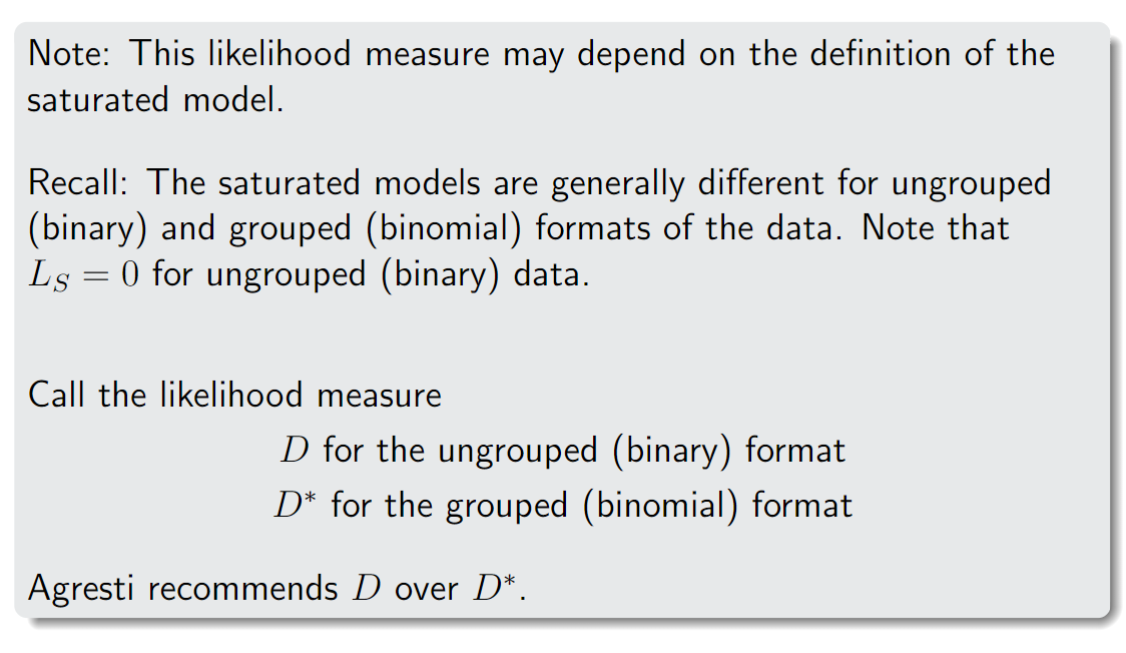 Note: This likelihood measure may depend on the definition of the
saturated model.
Recall: The saturated models are generally different for ungrouped
(binary) and grouped (binomial) formats of the data. Note that
$L_S = 0$ for ungrouped (binary) data.
Call the likelihood measure
$D$ for the ungrouped (binary) format
$D^*$ for the grouped (binomial) format
Agresti recommends $D$ over $D^*$.